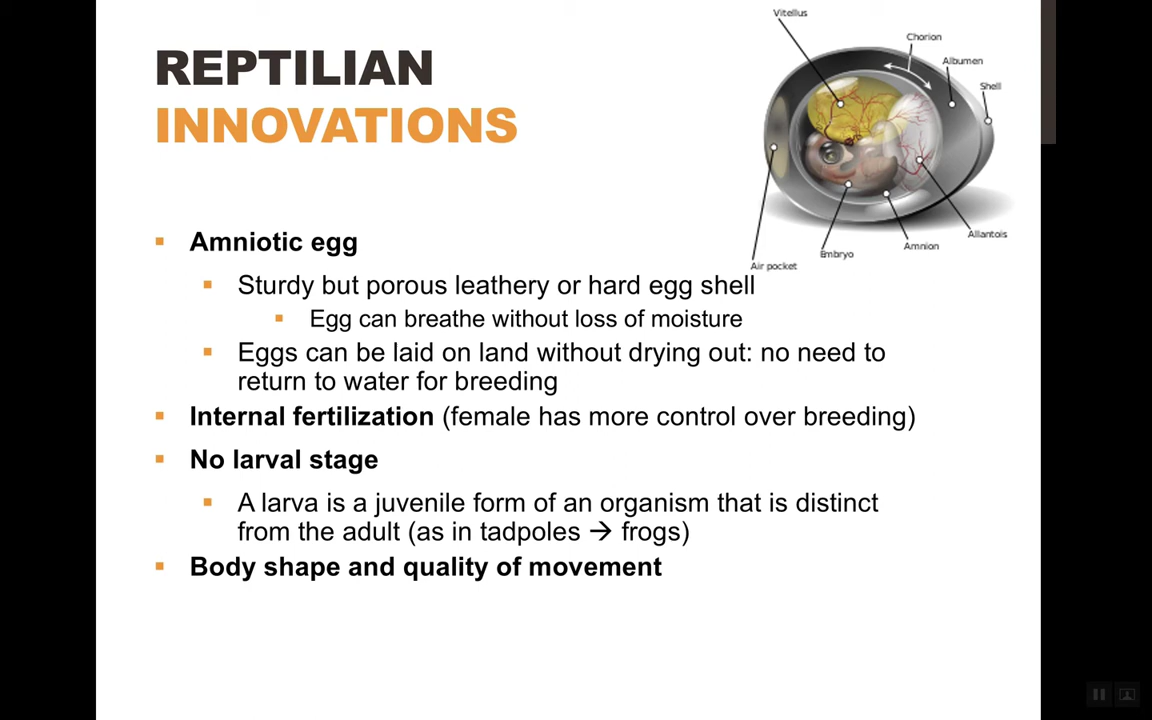 REPTILIAN
INNOVATIONS
Vitellus
Chorion
Albumen
Shell
Allantois
Amnion
Embryo
Air pocket
▪ Amniotic egg
▪ Sturdy but porous leathery or hard egg shell
▪ Egg can breathe without loss of moisture
▪ Eggs can be laid on land without drying out: no need to
return to water for breeding
▪ Internal fertilization (female has more control over breeding)
▪ No larval stage
▪ A larva is a juvenile form of an organism that is distinct
from the adult (as in tadpoles → frogs)
▪ Body shape and quality of movement